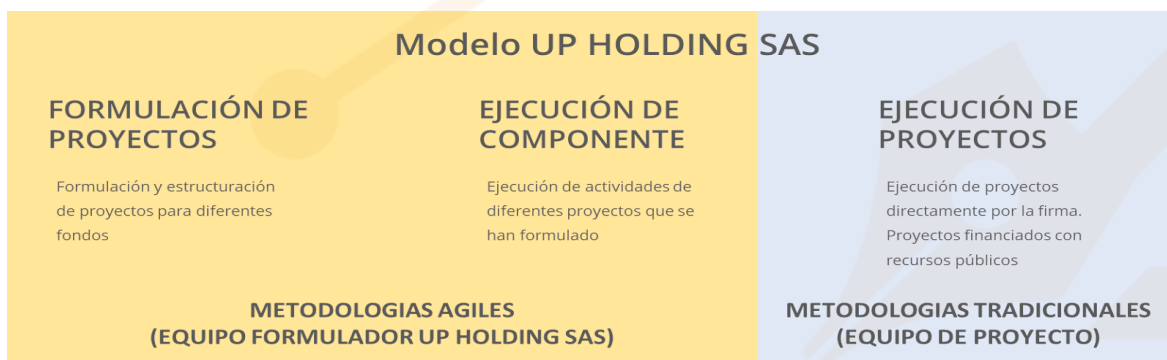 Modelo UP HOLDING SAS
FORMULACIÓN DE
PROYECTOS
Formulación y estructuración
de proyectos para diferentes
fondos
EJECUCIÓN DE
COMPONENTE
Ejecución de actividades de
diferentes proyectos que se
han formulado
EJECUCIÓN DE
PROYECTOS
Ejecución de proyectos
directamente por la firma.
Proyectos financiados con
recursos públicos
METODOLOGIAS AGILES
(EQUIPO FORMULADOR UP HOLDING SAS)
METODOLOGIAS TRADICIONALES
(EQUIPO DE PROYECTO)